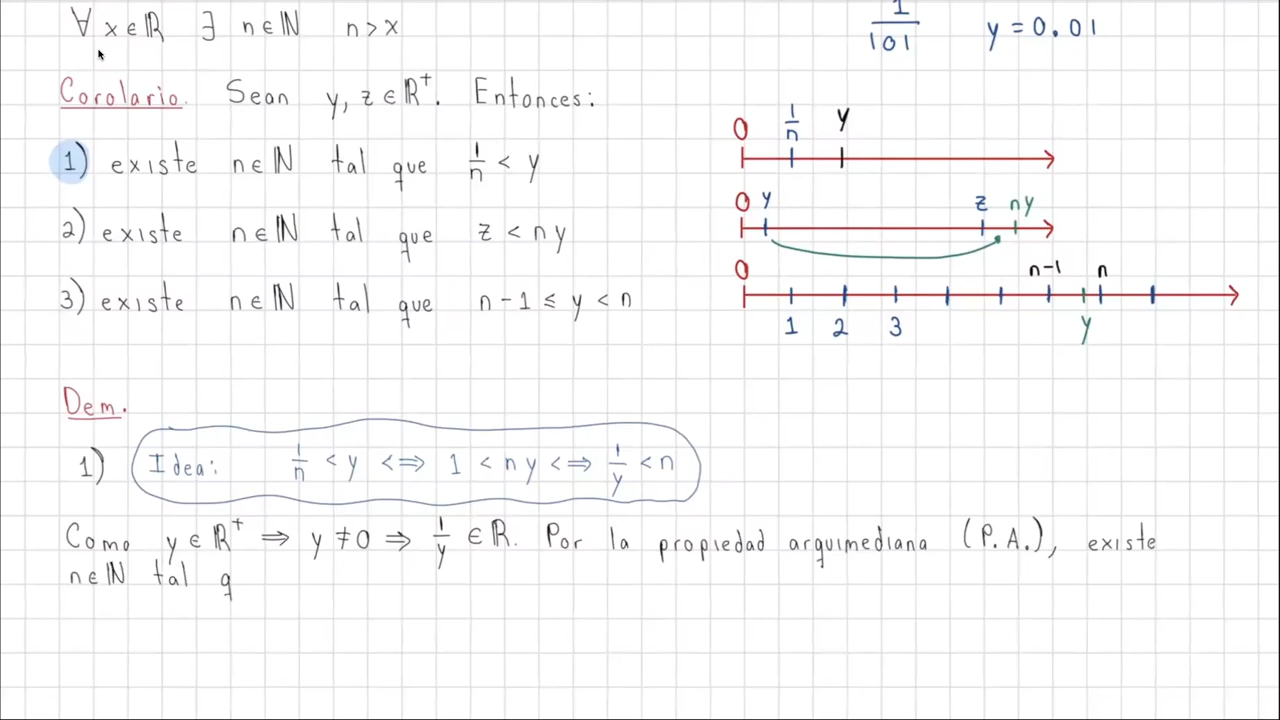 ∀ x ∈ ℝ ∃ n ∈ ℕ n > x
1/101 y = 0.01
Corolario. Sean y, z ∈ ℝ⁺. Entonces:
1) existe n ∈ ℕ tal que 1/n < y
2) existe n ∈ ℕ tal que z < ny
3) existe n ∈ ℕ tal que n - 1 ≤ y < n
0 1/n y
0 y z ny
0 n-1 n
1 2 3 y
Dem.
1) Idea: 1/n < y <=> 1 < ny <=> 1/y < n
Como y ∈ ℝ⁺ ⇒ y ≠ 0 ⇒ 1/y ∈ ℝ. Por la propiedad arquimediana (P.A.), existe
n ∈ ℕ tal q